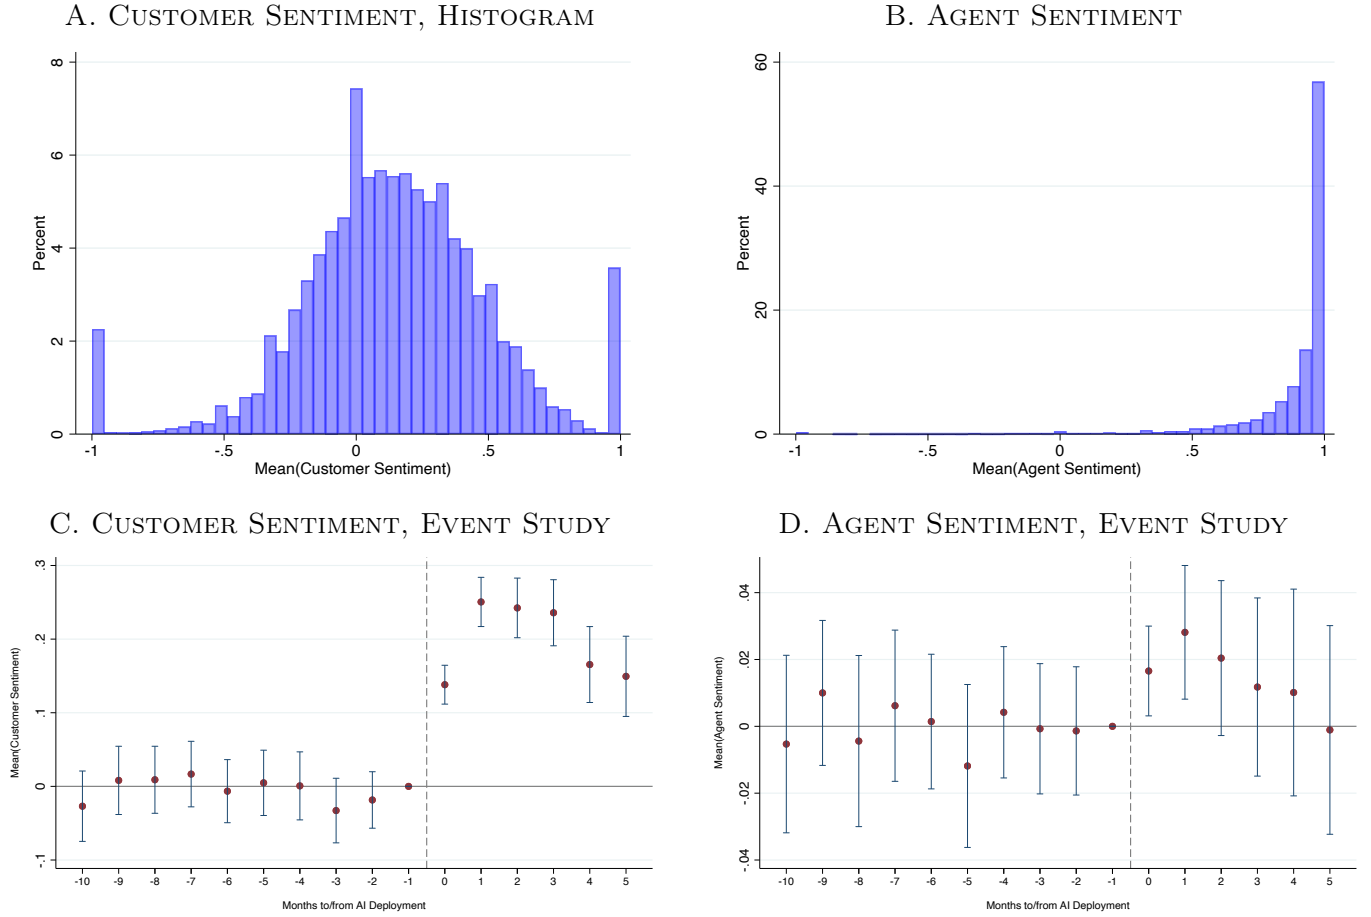 A. Customer Sentiment, Histogram
8
6
4
2
0
Percent
-1
-.5
0
.5
1
Mean(Customer Sentiment)
B. Agent Sentiment
60
40
20
0
Percent
-1
-.5
0
.5
1
Mean(Agent Sentiment)
C. Customer Sentiment, Event Study
.3
.2
.1
0
-.1
Mean(Customer Sentiment)
-10 -9 -8 -7 -6 -5 -4 -3 -2 -1 0 1 2 3 4 5
Months to/from AI Deployment
D. Agent Sentiment, Event Study
.04
.02
0
-.02
-.04
Mean(Agent Sentiment)
-10 -9 -8 -7 -6 -5 -4 -3 -2 -1 0 1 2 3 4 5
Months to/from AI Deployment